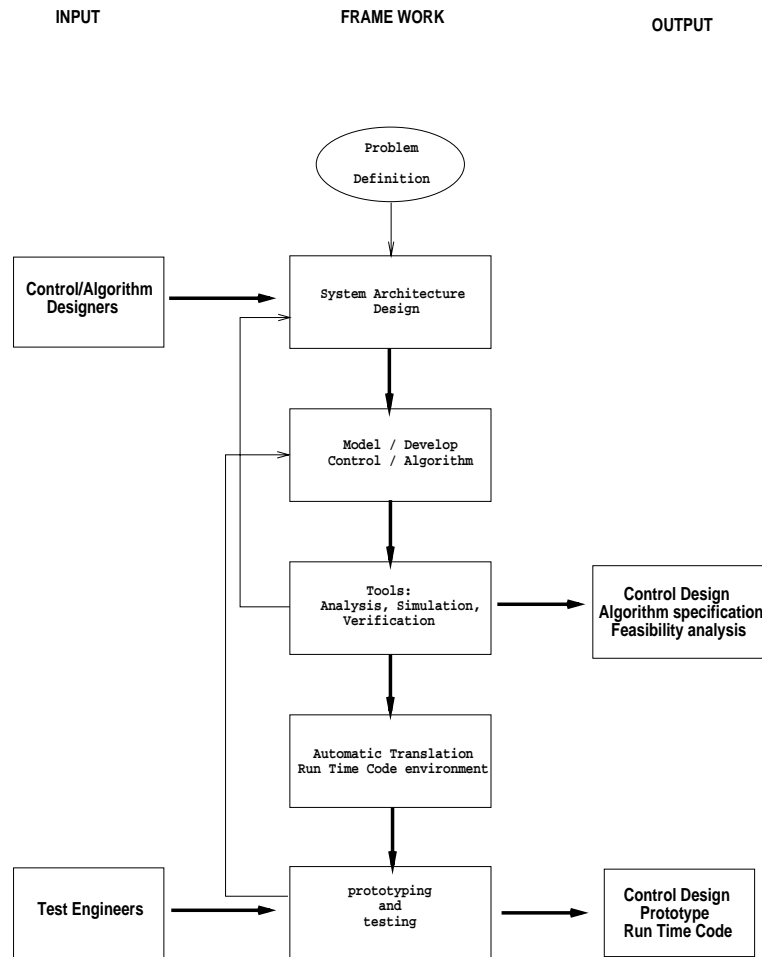 INPUT
FRAME WORK
OUTPUT
Problem
Definition
Control/Algorithm
Designers
System Architecture
Design
Model / Develop
Control / Algorithm
Tools:
Analysis, Simulation,
Verification
Control Design
Algorithm specification
Feasibility analysis
Automatic Translation
Run Time Code environment
Test Engineers
prototyping
and
testing
Control Design
Prototype
Run Time Code